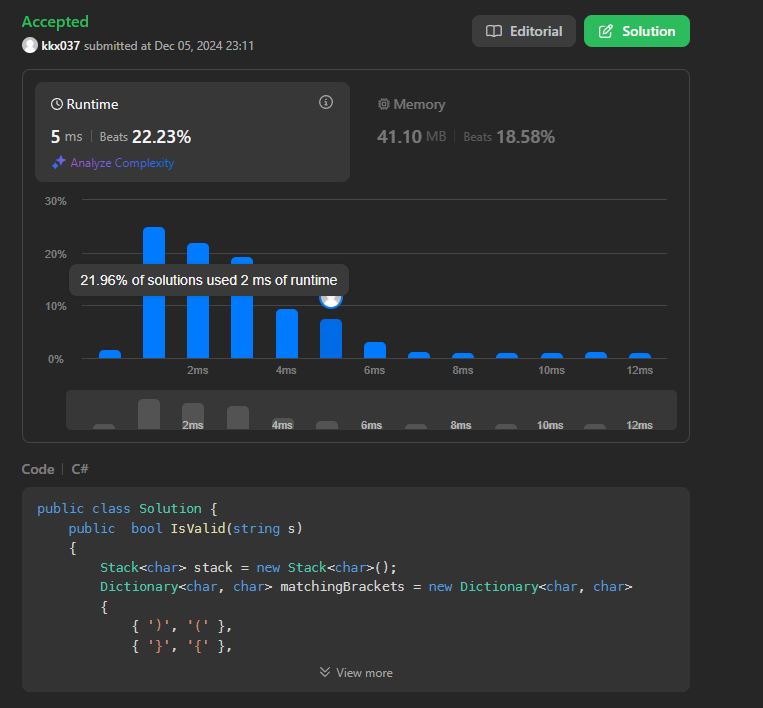 Accepted
kkx037 submitted at Dec 05, 2024 23:11
Editorial
Solution
Runtime
5 ms | Beats 22.23%
Analyze Complexity
Memory
41.10 MB | Beats 18.58%
30%
20%
10%
0%
21.96% of solutions used 2 ms of runtime
2ms 4ms 6ms 8ms 10ms 12ms
2ms 4ms 6ms 8ms 10ms 12ms
Code | C#
public class Solution {
    public  bool IsValid(string s)
    {
        Stack<char> stack = new Stack<char>();
        Dictionary<char, char> matchingBrackets = new Dictionary<char, char>
        {
            { ')', '(' },
            { '}', '{' },
View more